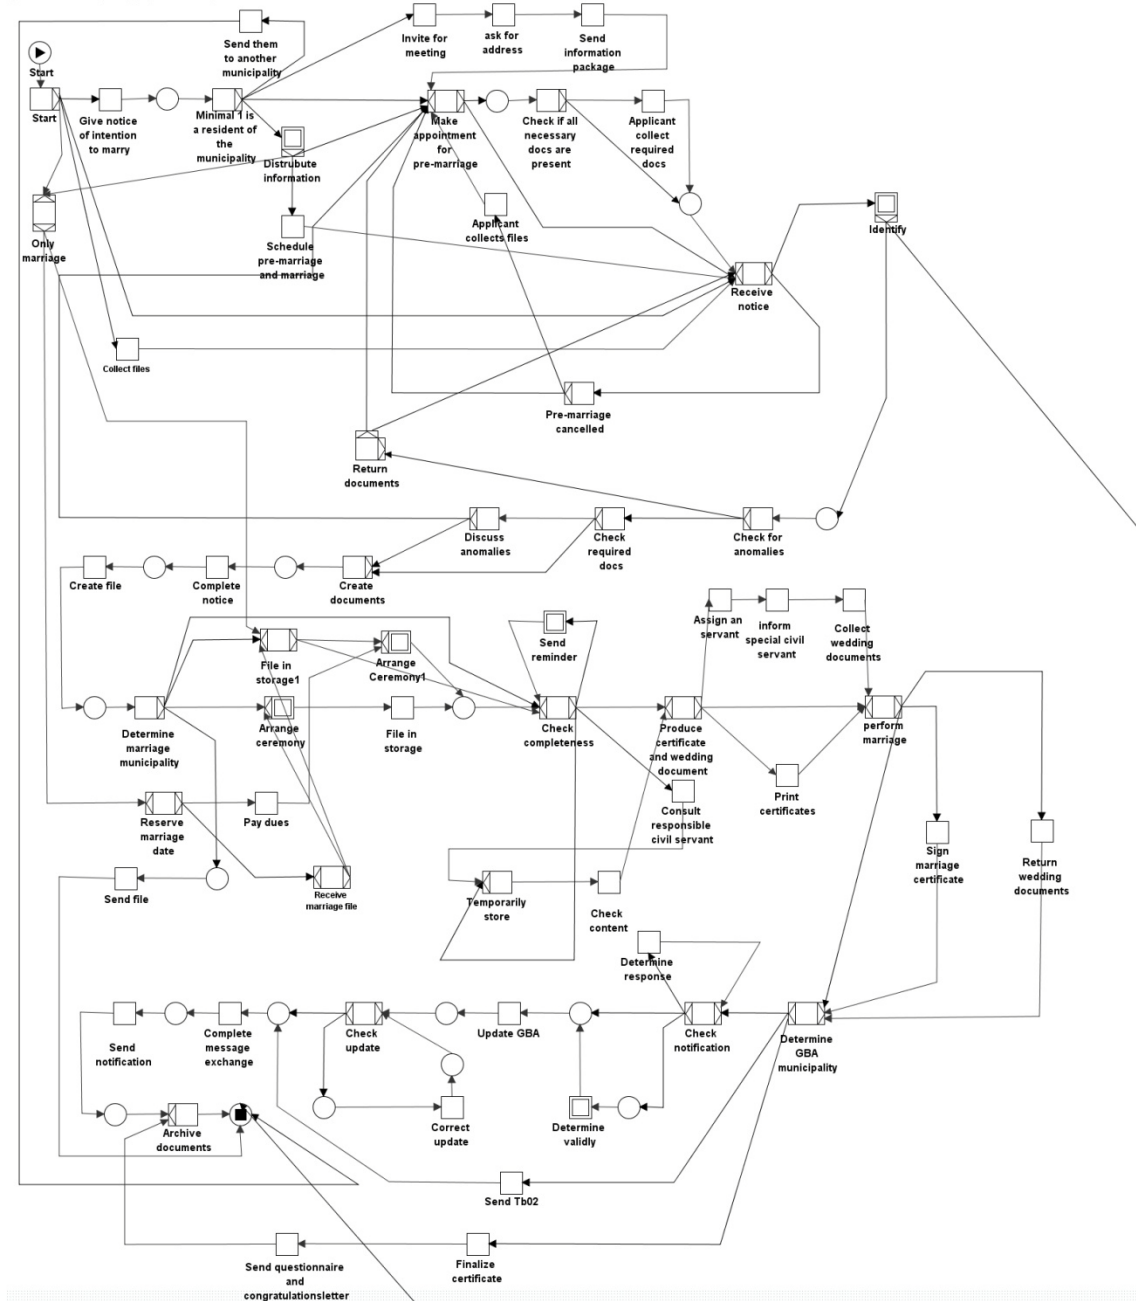 Send them
to another
municipality
Invite for
meeting
ask for
address
Send
information
package
Start
Start
Give notice
of intention
to marry
Minimal 1 is
a resident of
the
municipality
Distrubute
information
Make
appointment
for
pre-marriage
Check if all
necessary
docs are
present
Applicant
collect
required
docs
Only
marriage
Schedule
pre-marriage
and marriage
Applicant
collects files
Identify
Receive
notice
Collect files
Pre-marriage
cancelled
Return
documents
Discuss
anomalies
Check
required
docs
Check for
anomalies
Create file
Complete
notice
Create
documents
Assign an
servant
inform
special civil
servant
Collect
wedding
documents
File in
storage1
Arrange
Ceremony1
Send
reminder
Determine
marriage
municipality
Arrange
ceremony
File in
storage
Check
completeness
Produce
certificate
and wedding
document
perform
marriage
Print
certificates
Reserve
marriage
date
Pay dues
Consult
responsible
civil servant
Sign
marriage
certificate
Return
wedding
documents
Send file
Receive
marriage file
Temporarily
store
Check
content
Determine
response
Send
notification
Complete
message
exchange
Check
update
Update GBA
Check
notification
Determine
GBA
municipality
Archive
documents
Correct
update
Determine
validly
Send Tb02
Send questionnaire
and
congratulationsletter
Finalize
certificate